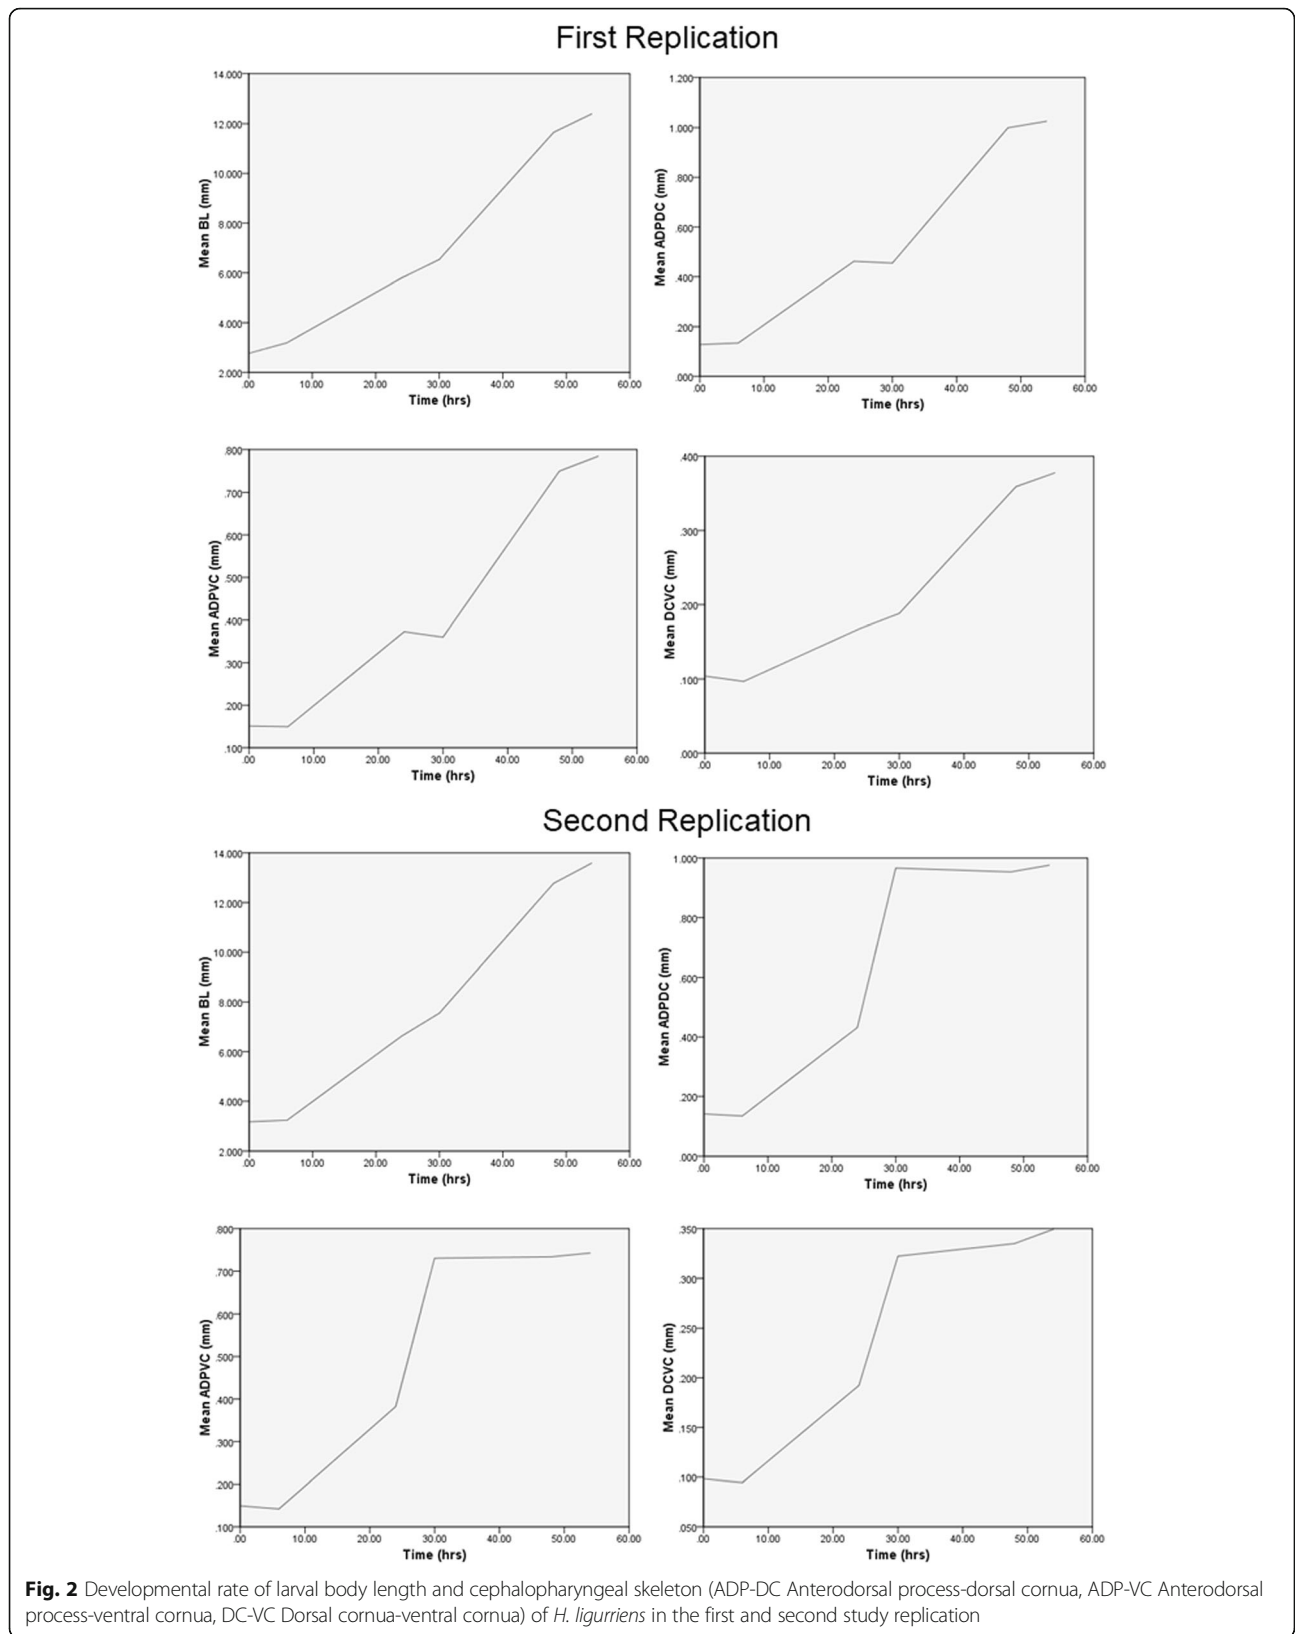 First Replication
14.000
12.000
10.000
8.000
6.000
4.000
2.000
Mean BL (mm)
.00 10.00 20.00 30.00 40.00 50.00 60.00
Time (hrs)
1.200
1.000
.800
.600
.400
.200
.000
Mean ADPDC (mm)
.00 10.00 20.00 30.00 40.00 50.00 60.00
Time (hrs)
.800
.700
.600
.500
.400
.300
.200
.100
Mean ADPVC (mm)
.00 10.00 20.00 30.00 40.00 50.00 60.00
Time (hrs)
.400
.300
.200
.100
.000
Mean DCVC (mm)
.00 10.00 20.00 30.00 40.00 50.00 60.00
Time (hrs)
Second Replication
14.000
12.000
10.000
8.000
6.000
4.000
2.000
Mean BL (mm)
.00 10.00 20.00 30.00 40.00 50.00 60.00
Time (hrs)
1.000
.800
.600
.400
.200
.000
Mean ADPDC (mm)
.00 10.00 20.00 30.00 40.00 50.00 60.00
Time (hrs)
.800
.700
.600
.500
.400
.300
.200
.100
Mean ADPVC (mm)
.00 10.00 20.00 30.00 40.00 50.00 60.00
Time (hrs)
.350
.300
.250
.200
.150
.100
.050
Mean DCVC (mm)
.00 10.00 20.00 30.00 40.00 50.00 60.00
Time (hrs)
Fig. 2 Developmental rate of larval body length and cephalopharyngeal skeleton (ADP-DC Anterodorsal process-dorsal cornua, ADP-VC Anterodorsal
process-ventral cornua, DC-VC Dorsal cornua-ventral cornua) of H. ligurriens in the first and second study replication